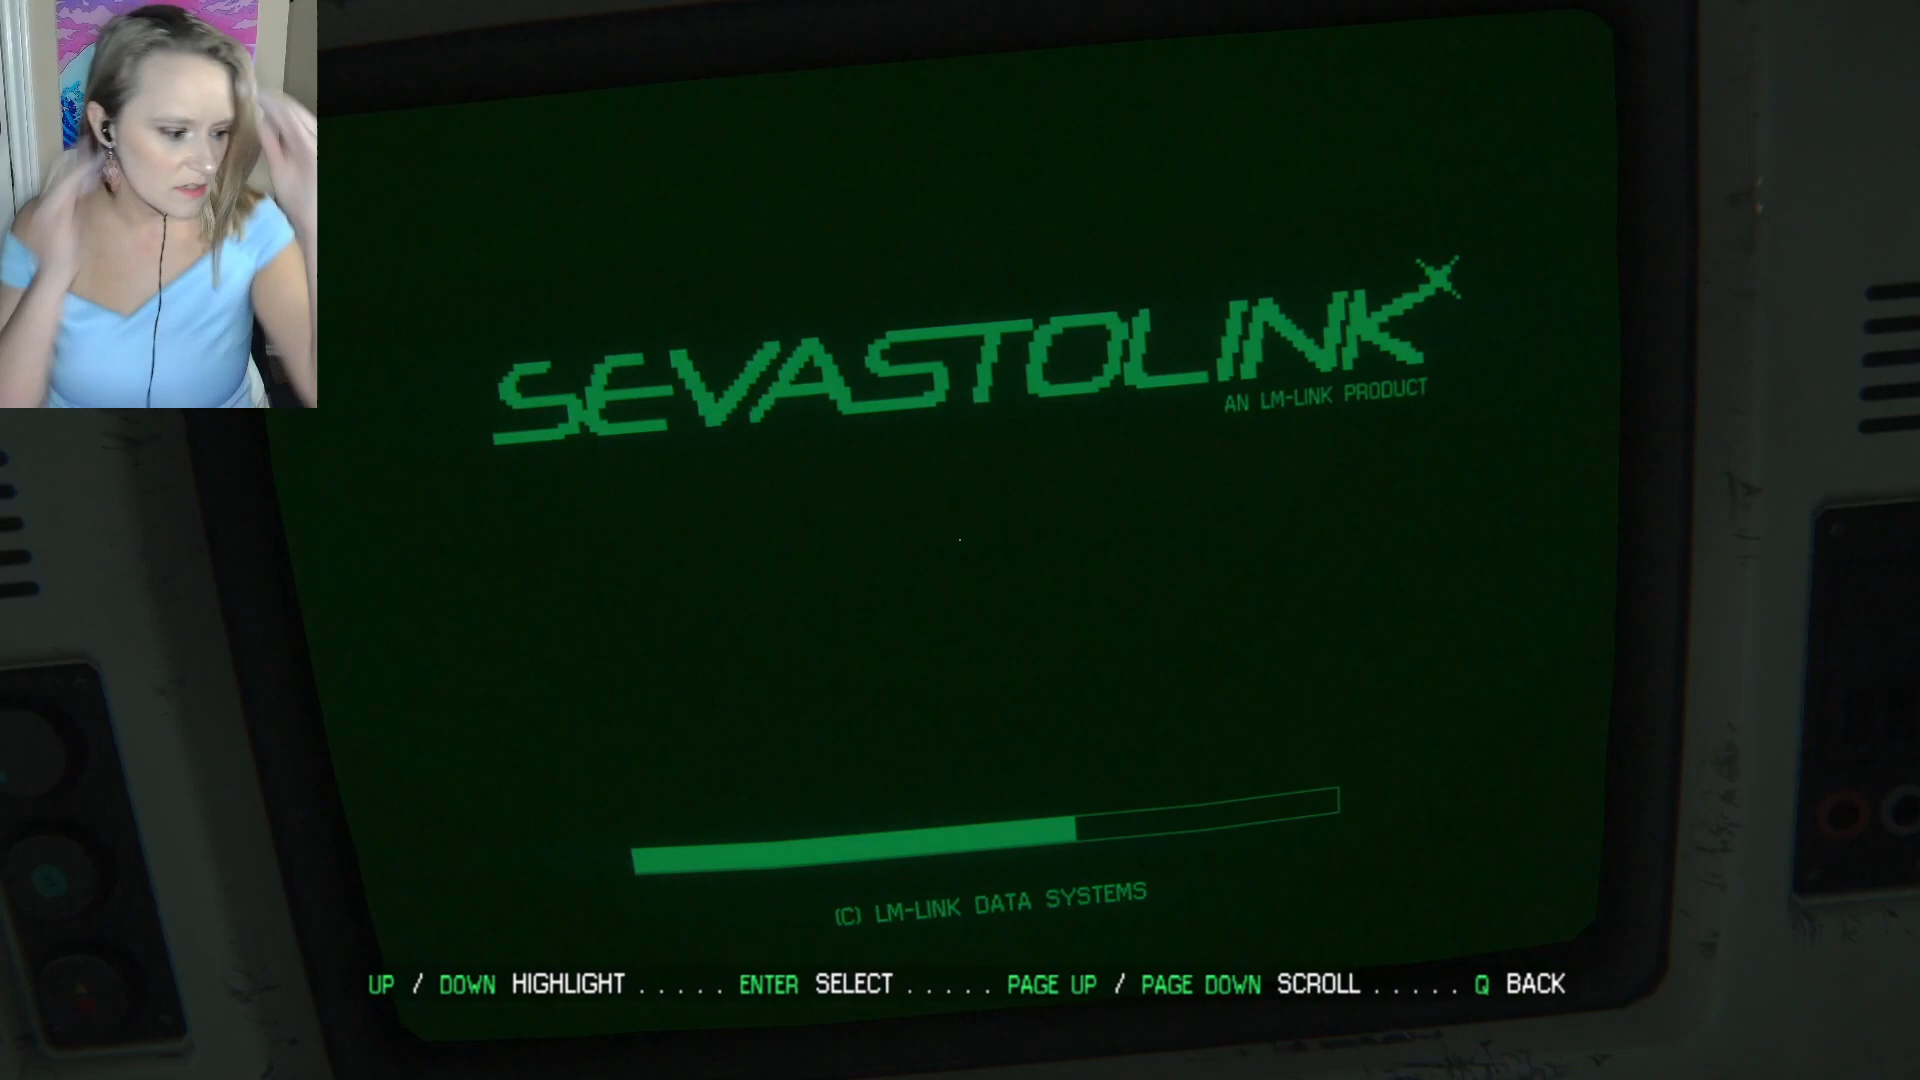 SEVASTOLINK
AN LM-LINK PRODUCT
(C) LM-LINK DATA SYSTEMS
UP / DOWN HIGHLIGHT ..... ENTER SELECT ...... PAGE UP / PAGE DOWN SCROLL ..... Q BACK